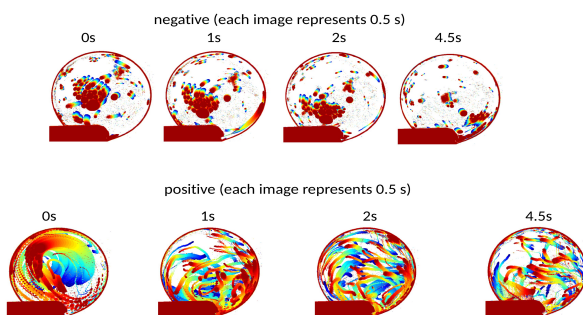 negative (each image represents 0.5 s)
0s 1s 2s 4.5s
positive (each image represents 0.5 s)
0s 1s 2s 4.5s